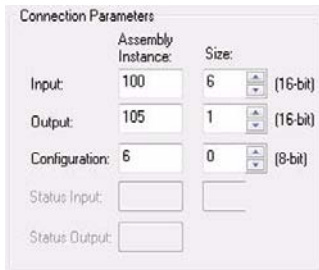 Connection Parameters
Assembly
Instance: Size:
Input: 100 6 (16-bit)
Output: 105 1 (16-bit)
Configuration: 6 0 (8-bit)
Status Input:
Status Output: